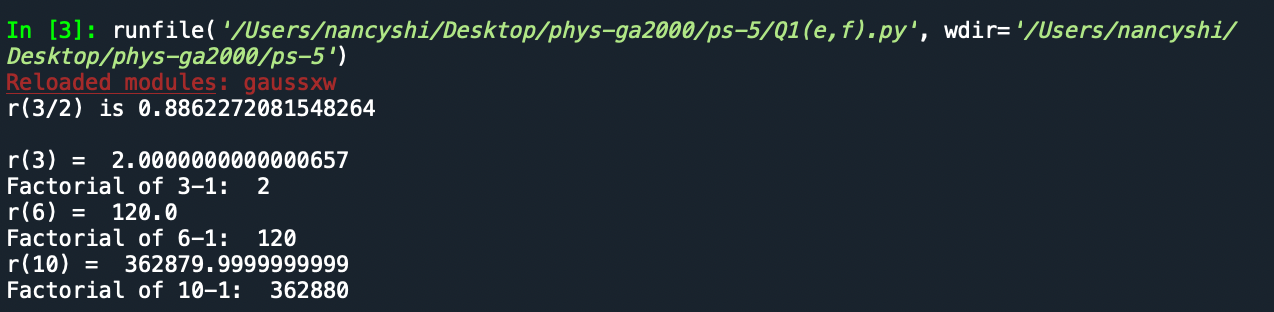 In [3]: runfile('/Users/nancyshi/Desktop/phys-ga2000/ps-5/Q1(e,f).py', wdir='/Users/nancyshi/
Desktop/phys-ga2000/ps-5')
Reloaded modules: gaussxw
r(3/2) is 0.8862272081548264
r(3) =  2.0000000000000657
Factorial of 3-1:  2
r(6) =  120.0
Factorial of 6-1:  120
r(10) =  362879.9999999999
Factorial of 10-1:  362880